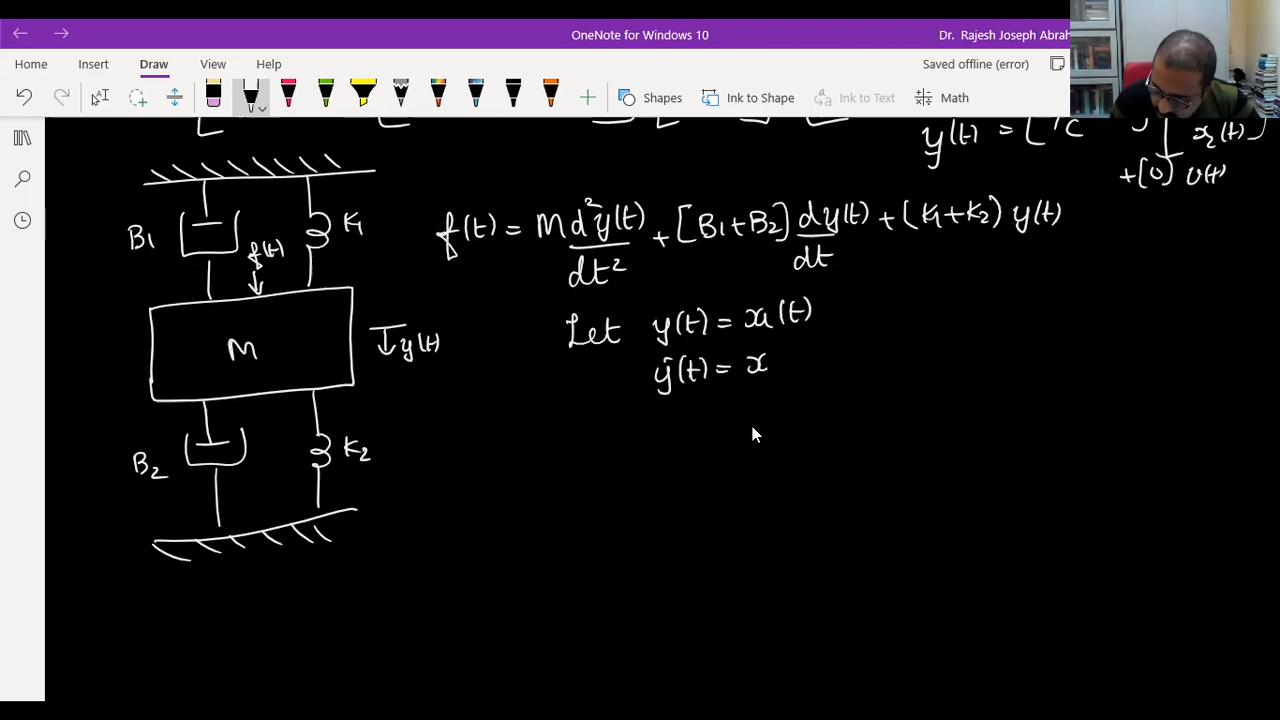 OneNote for Windows 10
Dr. Rajesh Joseph Abrah
Home Insert Draw View Help
Saved offline (error)
Shapes Ink to Shape Ink to Text Math
y(t) =
x₂(t)
+[0] U(t)
B₁ K₁
f(t)
f(t) = M d²y(t)/dt² + [B₁+B₂] dy(t)/dt + (K₁+K₂) y(t)
M
y(t)
Let y(t) = x₁(t)
ẏ(t) = x
B₂ K₂